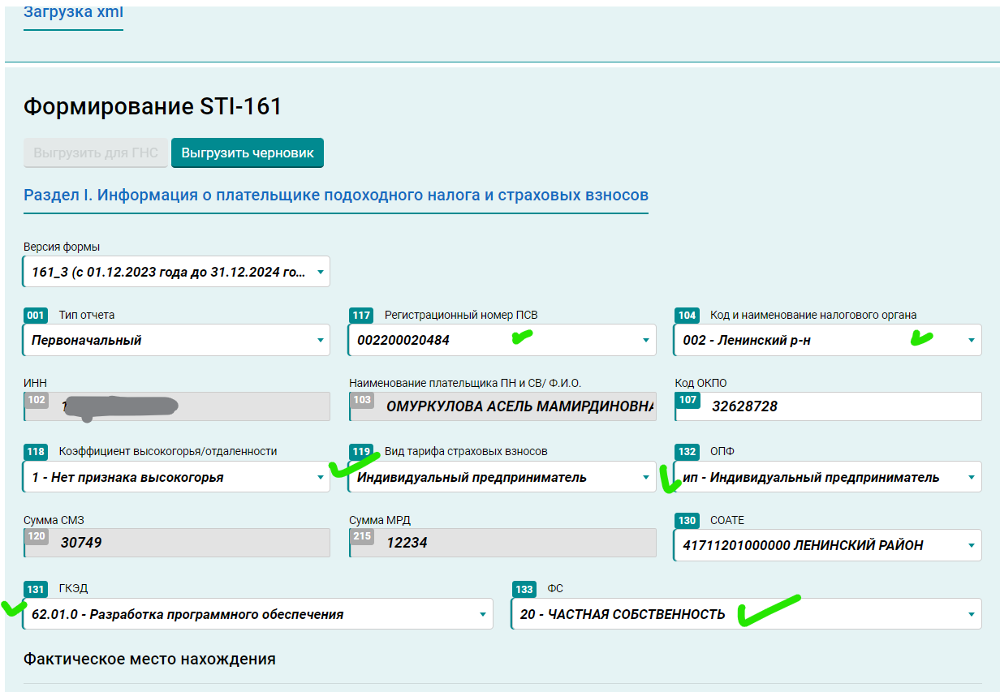 Загрузка xml
Формирование STI-161
Выгрузить для ГНС Выгрузить черновик
Раздел I. Информация о плательщике подоходного налога и страховых взносов
Версия формы
161_3 (с 01.12.2023 года до 31.12.2024 го...
001 Тип отчета 117 Регистрационный номер ПСВ 104 Код и наименование налогового органа
Первоначальный 002200020484 002 - Ленинский р-н
ИНН Наименование плательщика ПН и СВ/ Ф.И.О. Код ОКПО
102 103 ОМУРКУЛОВА АСЕЛЬ МАМИРДИНОВНА 107 32628728
118 Коэффициент высокогорья/отдаленности 119 Вид тарифа страховых взносов 132 ОПФ
1 - Нет признака высокогорья Индивидуальный предприниматель ип - Индивидуальный предприниматель
Сумма СМЗ Сумма МРД 130 СОАТЕ
120 30749 215 12234 41711201000000 ЛЕНИНСКИЙ РАЙОН
131 ГКЭД 133 ФС
62.01.0 - Разработка программного обеспечения 20 - ЧАСТНАЯ СОБСТВЕННОСТЬ
Фактическое место нахождения